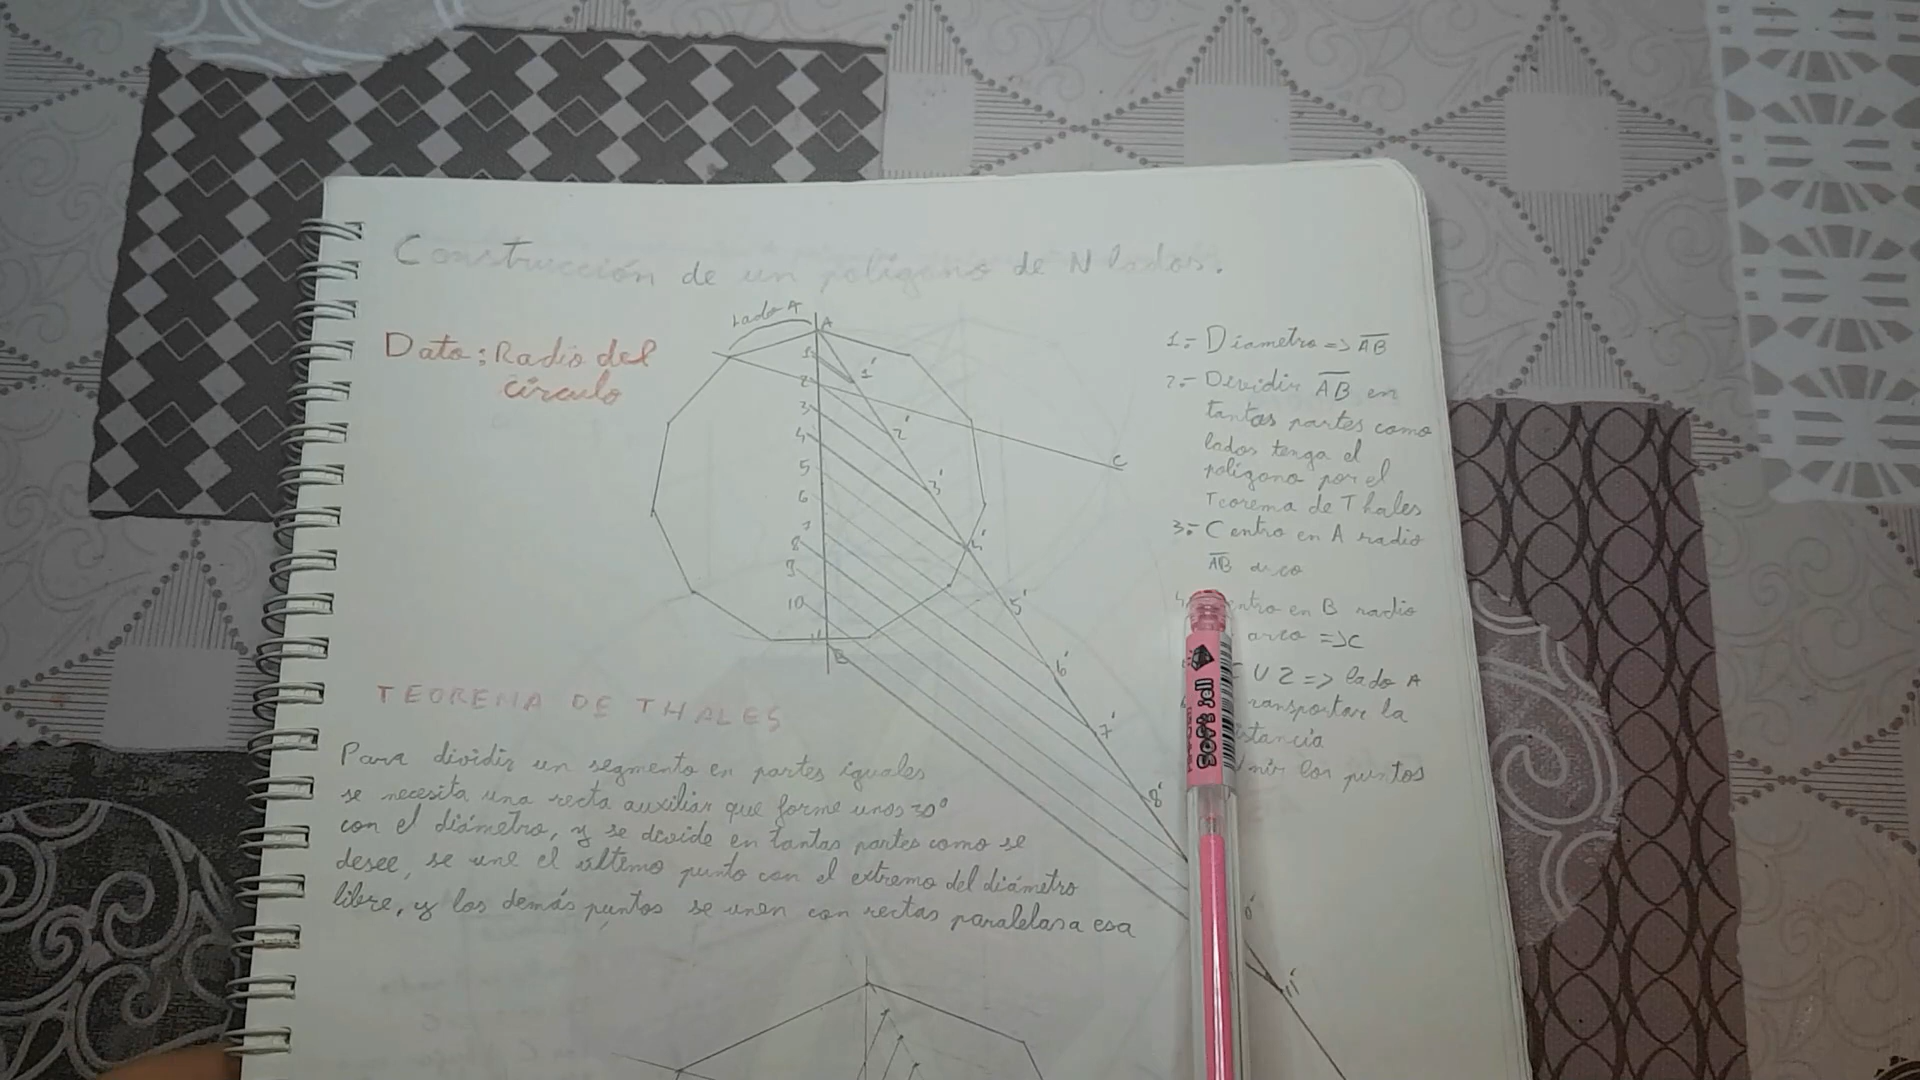 Construcción de un polígono de N lados.
Dato: Radio del
círculo
Lado A
A
1
2
3
4
5
6
7
8
9
10
11
B
1'
2'
3'
4'
5'
6'
7'
8'
11'
C
1.- Diametro => AB
2.- Dividir AB en
tantas partes como
lados tenga el
polígono por el
Teorema de Thales
3.- Centro en A radio
AB arco
en B radio
arco => C
U 2 => lado A
la
nir los puntos
TEOREMA DE THALES
Para dividir un segmento en partes iguales
se necesita una recta auxiliar que forme unos 30°
con el diámetro, y se divide en tantas partes como se
desee, se une el último punto con el extremo del diámetro
libre, y los demás puntos se unen con rectas paralelas a esa
Soft Jell